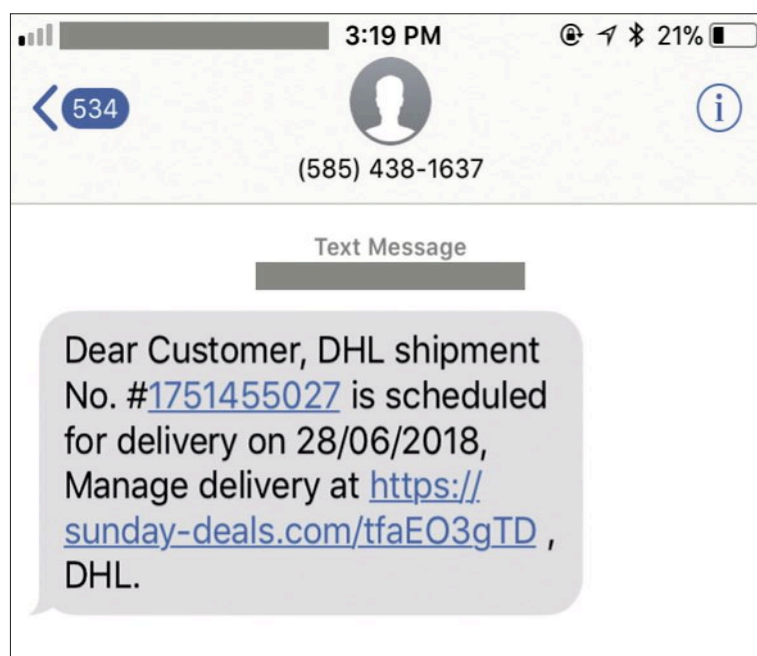 3:19 PM 21%
534
i
(585) 438-1637
Text Message
Dear Customer, DHL shipment
No. #1751455027 is scheduled
for delivery on 28/06/2018,
Manage delivery at https://
sunday-deals.com/tfaEO3gTD ,
DHL.